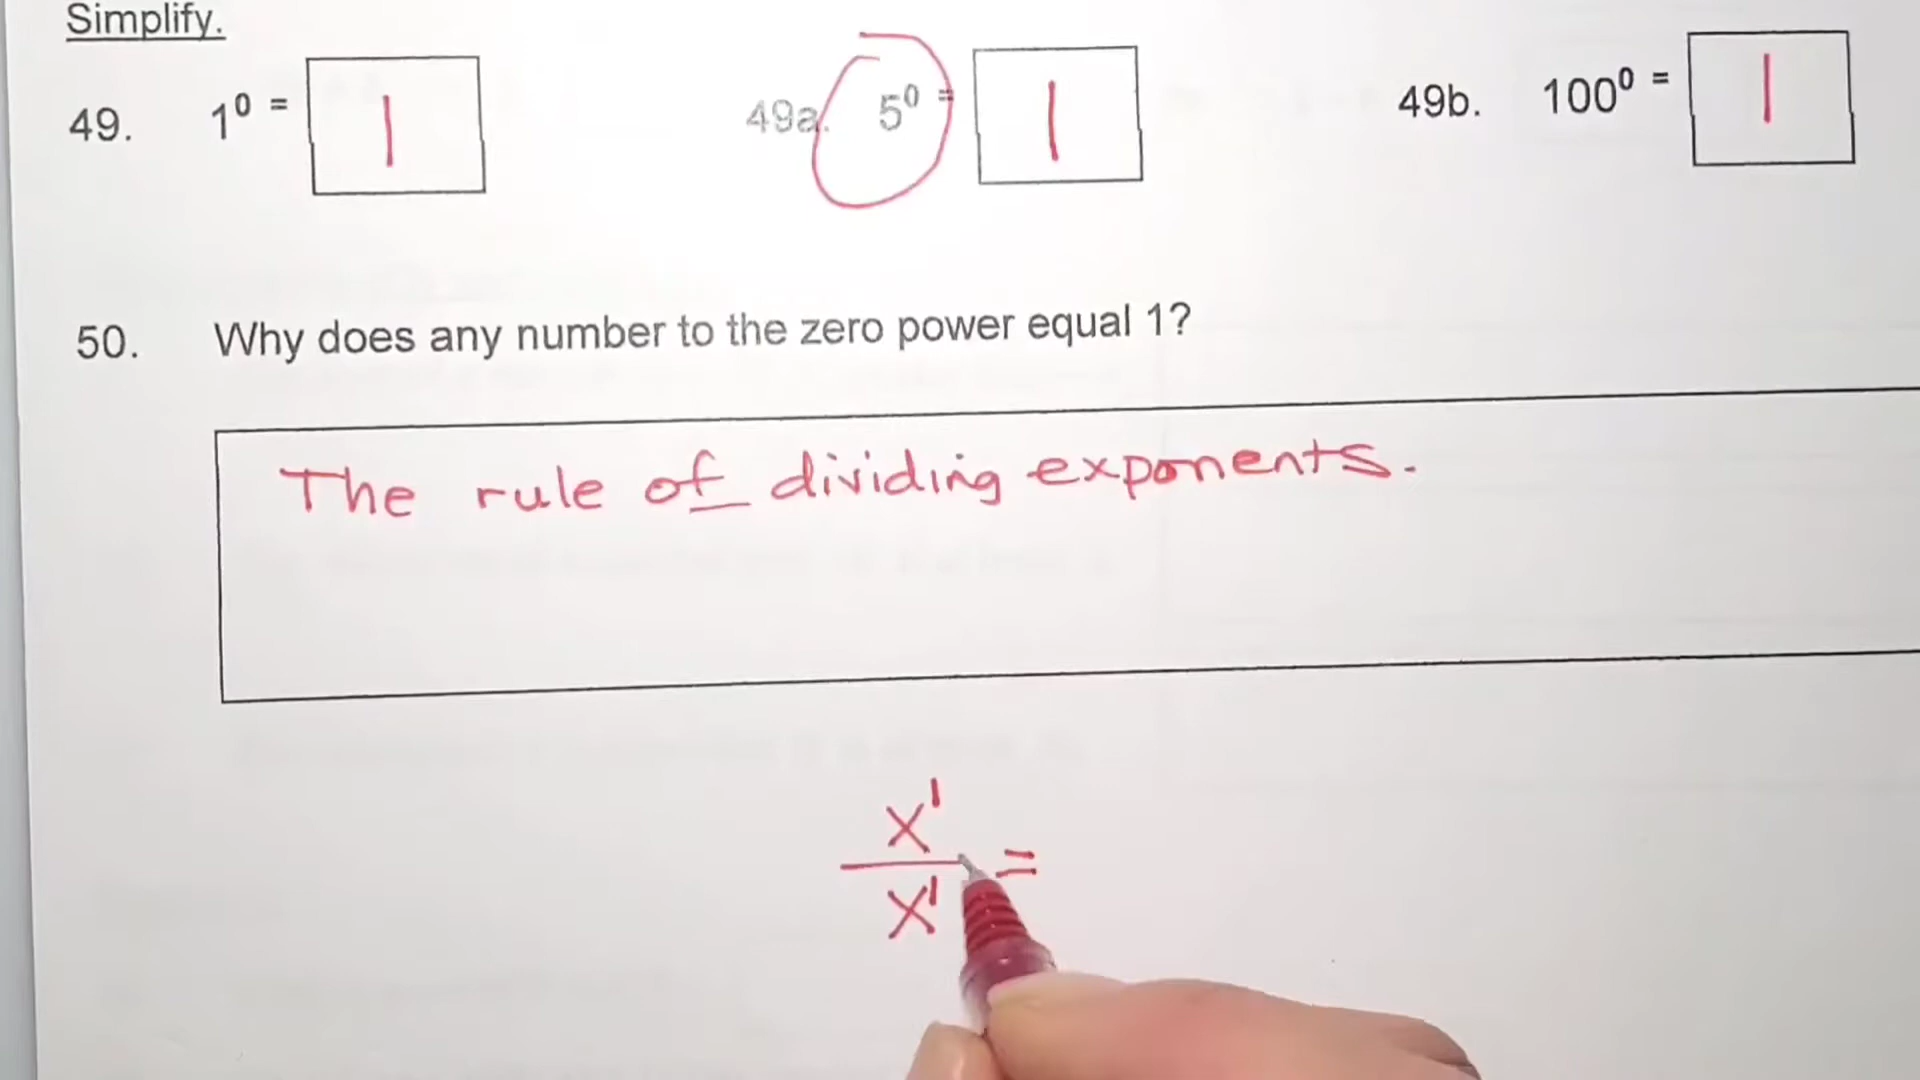 Simplify.
49. 1⁰ = 1 49a. 5⁰ = 1 49b. 100⁰ = 1
50. Why does any number to the zero power equal 1?
The rule of dividing exponents.
x¹
x¹ =